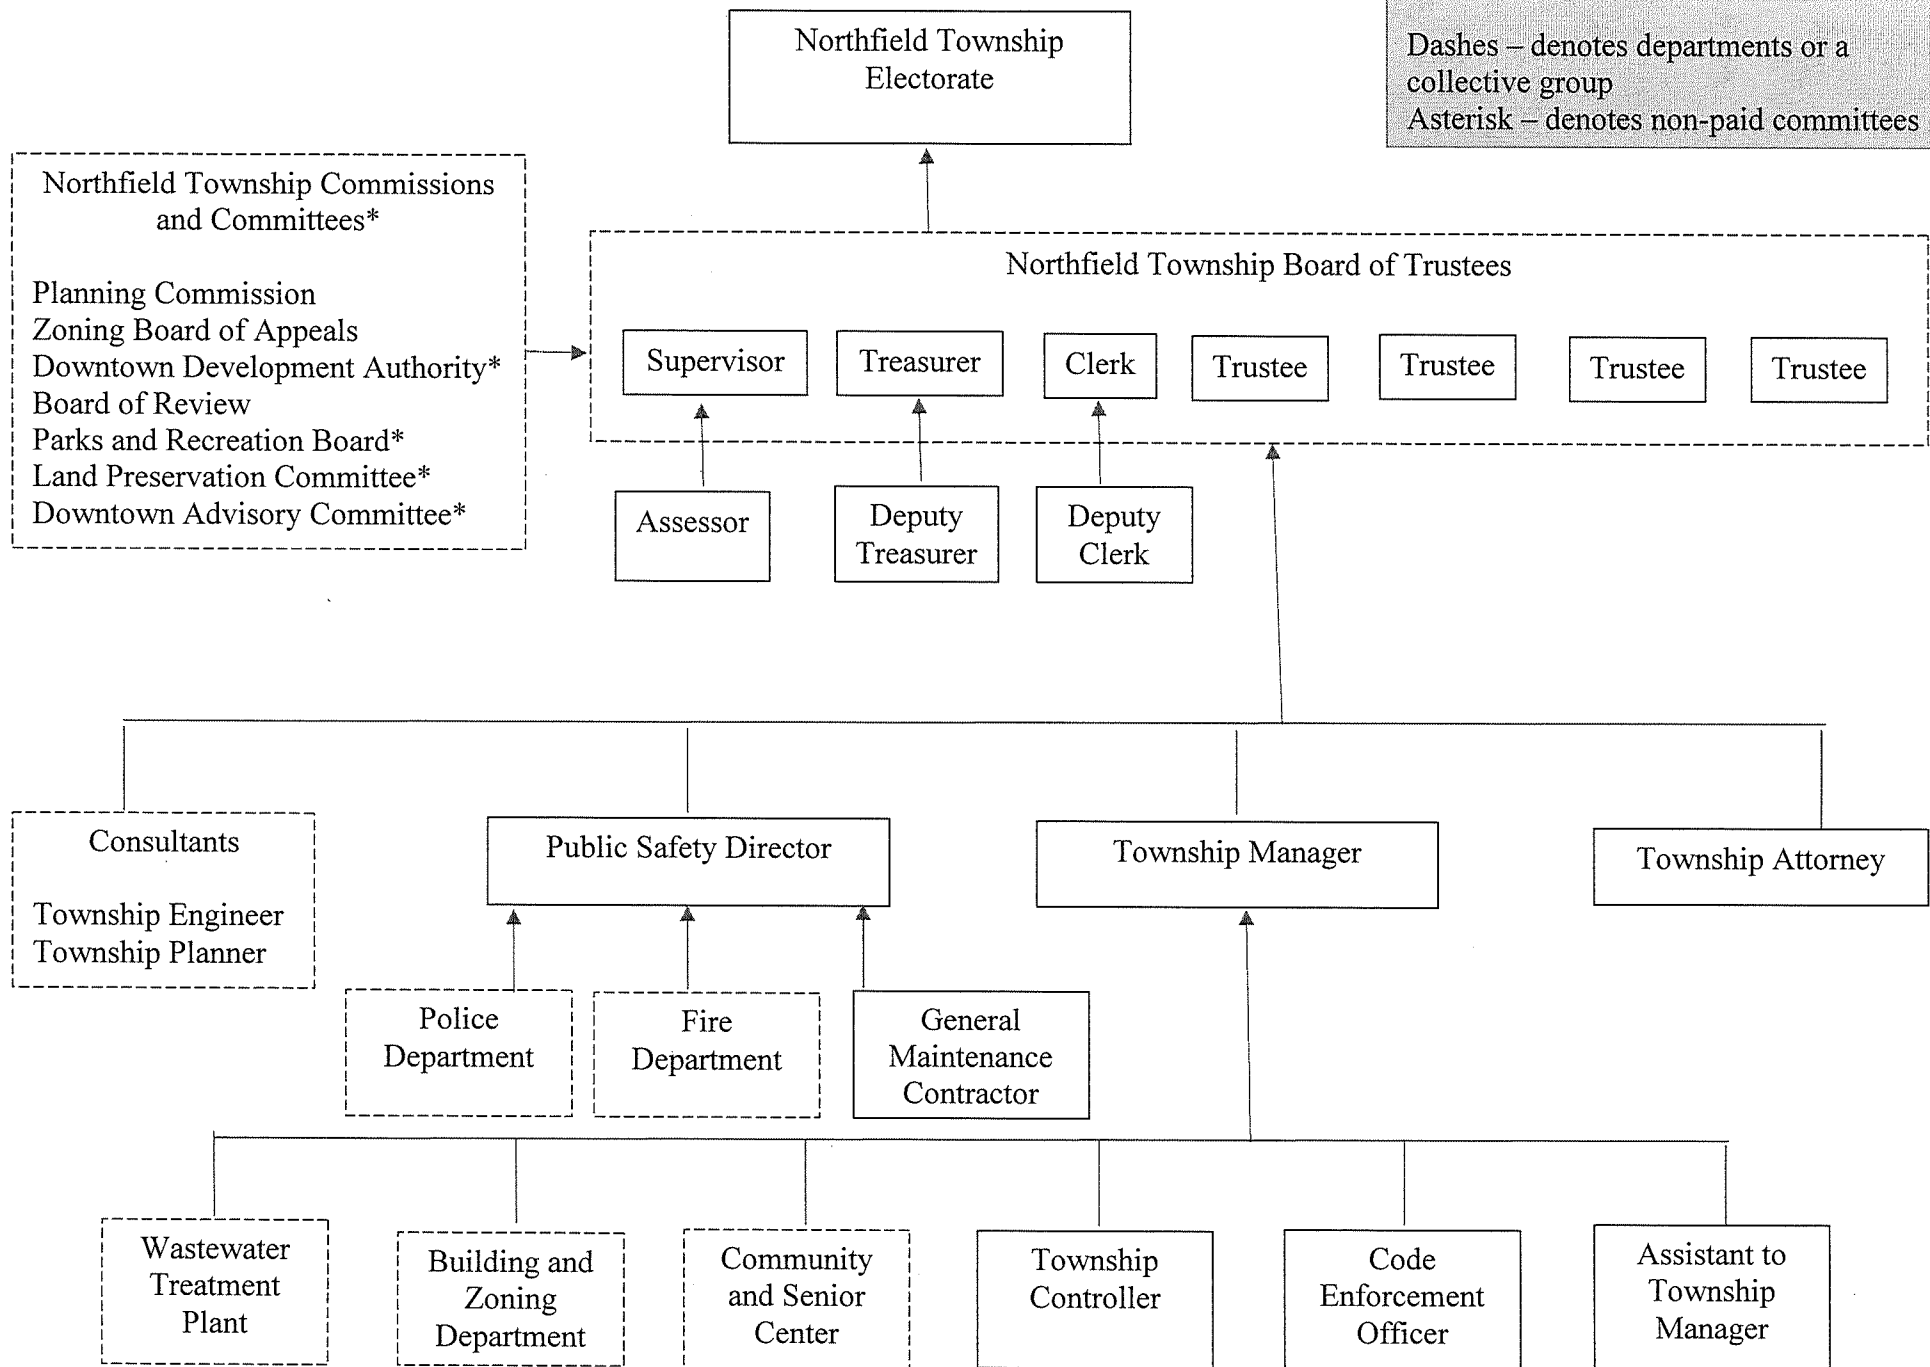 Northfield Township
Electorate
Dashes – denotes departments or a
collective group
Asterisk – denotes non-paid committees
Northfield Township Commissions
and Committees*
Planning Commission
Zoning Board of Appeals
Downtown Development Authority*
Board of Review
Parks and Recreation Board*
Land Preservation Committee*
Downtown Advisory Committee*
Northfield Township Board of Trustees
Supervisor
Treasurer
Clerk
Trustee
Trustee
Trustee
Trustee
Assessor
Deputy
Treasurer
Deputy
Clerk
Consultants
Township Engineer
Township Planner
Public Safety Director
Township Manager
Township Attorney
Police
Department
Fire
Department
General
Maintenance
Contractor
Wastewater
Treatment
Plant
Building and
Zoning
Department
Community
and Senior
Center
Township
Controller
Code
Enforcement
Officer
Assistant to
Township
Manager